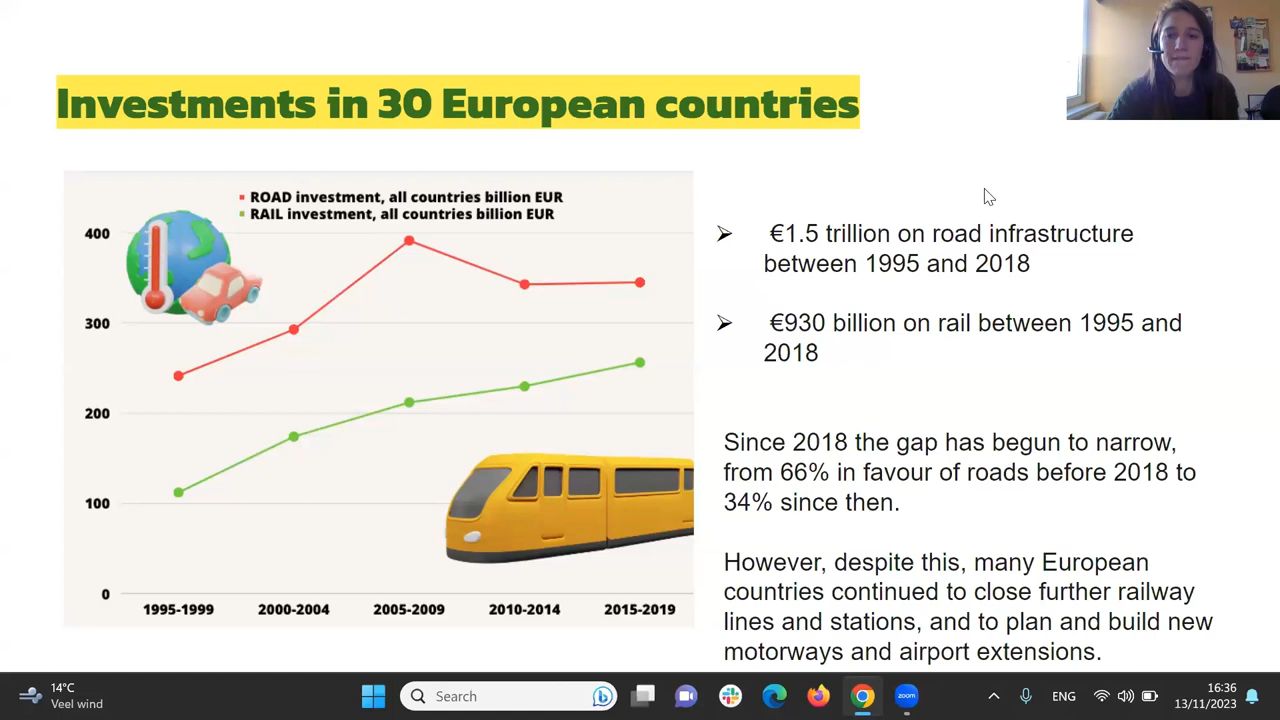 Investments in 30 European countries
ROAD investment, all countries billion EUR
RAIL investment, all countries billion EUR
400
300
200
100
0
1995-1999 2000-2004 2005-2009 2010-2014 2015-2019
€1.5 trillion on road infrastructure
between 1995 and 2018
€930 billion on rail between 1995 and
2018
Since 2018 the gap has begun to narrow,
from 66% in favour of roads before 2018 to
34% since then.
However, despite this, many European
countries continued to close further railway
lines and stations, and to plan and build new
motorways and airport extensions.
14°C
Veel wind
Search
zoom
ENG
16:36
13/11/2023